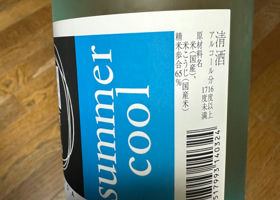 清酒
アルコール分 16度以上
17度未満
原材料名
米(国産)、
米こうじ(国産米)
精米歩合 65%
summer
cool
517993140324